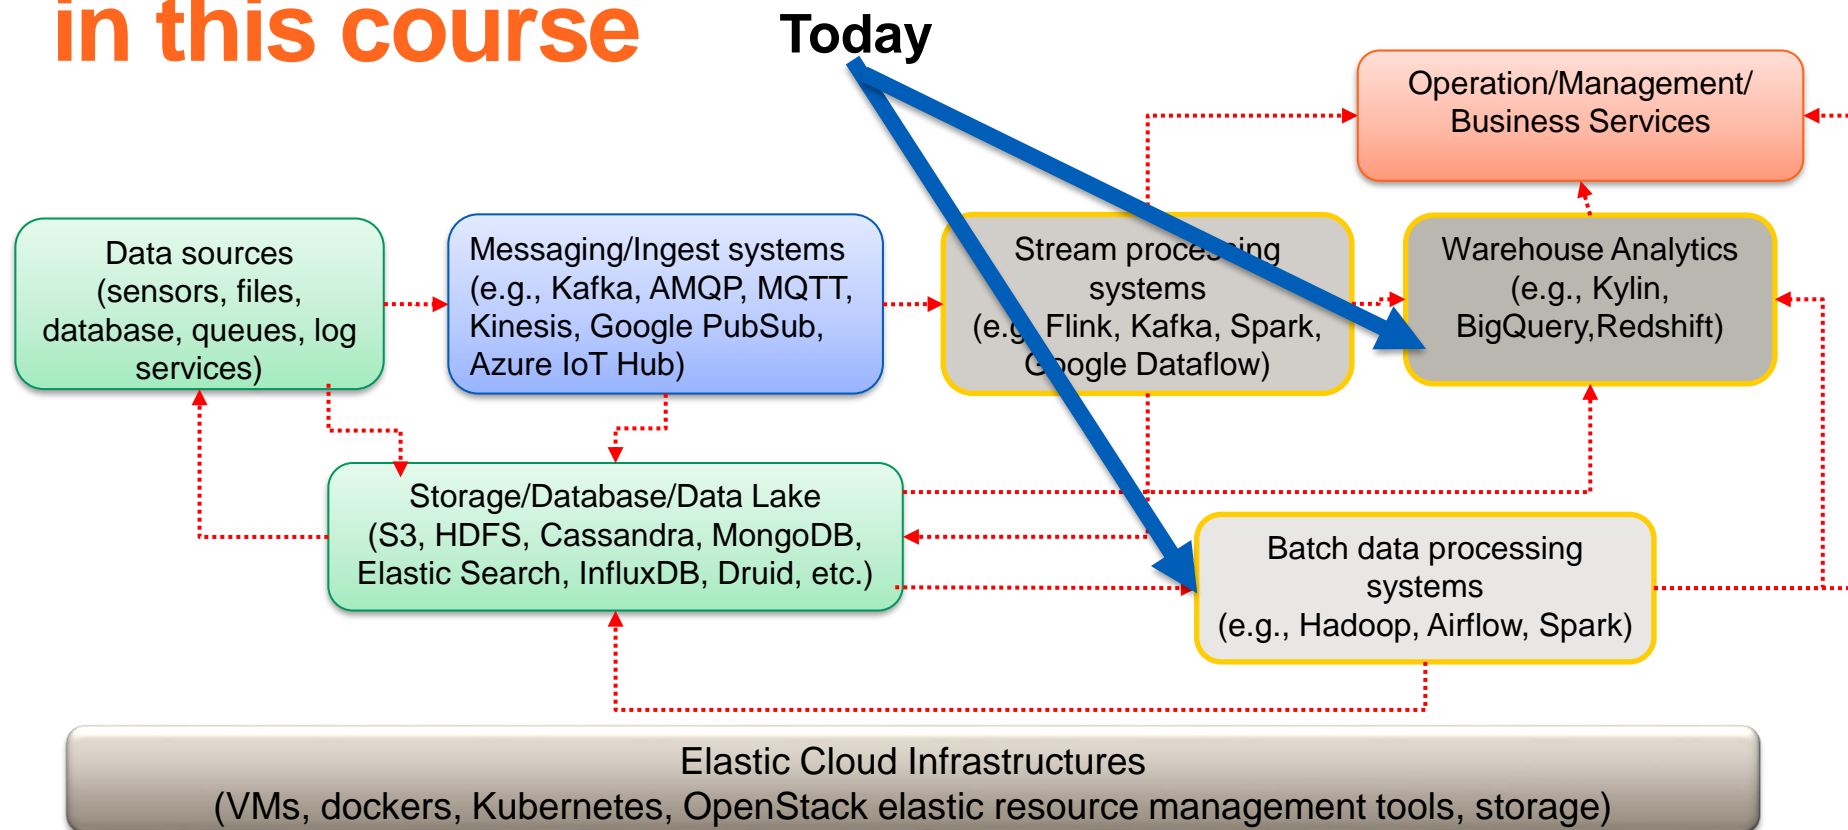 in this course
Today
Operation/Management/
Business Services
Data sources
(sensors, files,
database, queues, log
services)
Messaging/Ingest systems
(e.g., Kafka, AMQP, MQTT,
Kinesis, Google PubSub,
Azure IoT Hub)
Stream processing
systems
(e.g. Flink, Kafka, Spark,
Google Dataflow)
Warehouse Analytics
(e.g., Kylin,
BigQuery,Redshift)
Storage/Database/Data Lake
(S3, HDFS, Cassandra, MongoDB,
Elastic Search, InfluxDB, Druid, etc.)
Batch data processing
systems
(e.g., Hadoop, Airflow, Spark)
Elastic Cloud Infrastructures
(VMs, dockers, Kubernetes, OpenStack elastic resource management tools, storage)